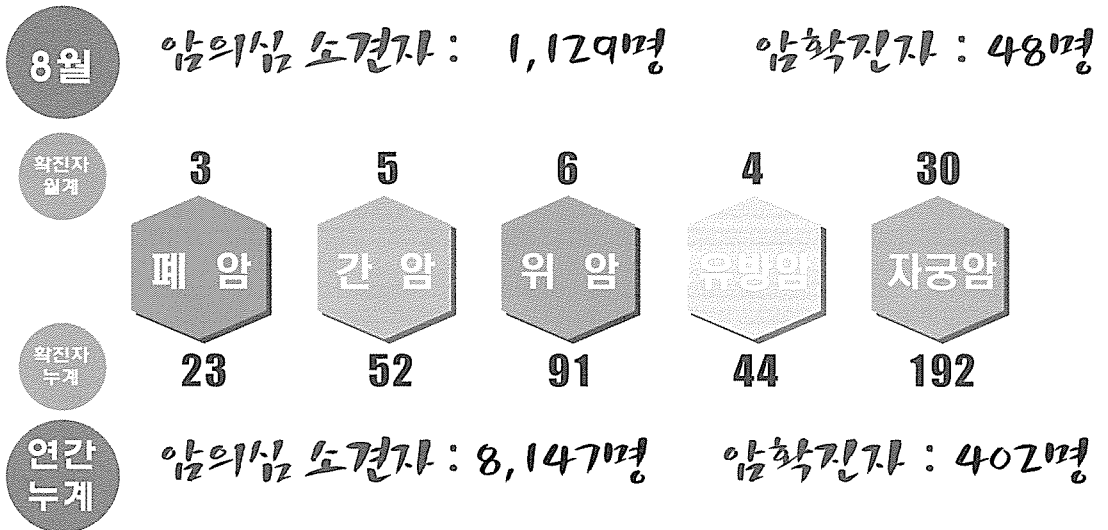 8월 암의심 소견자 : 1,129명 암확진자 : 48명
확진자
월계
3 5 6 4 30
폐 암 간 암 위 암 유방암 자궁암
확진자
누계
23 52 91 44 192
연간
누계
암의심 소견자 : 8,147명 암확진자 : 402명